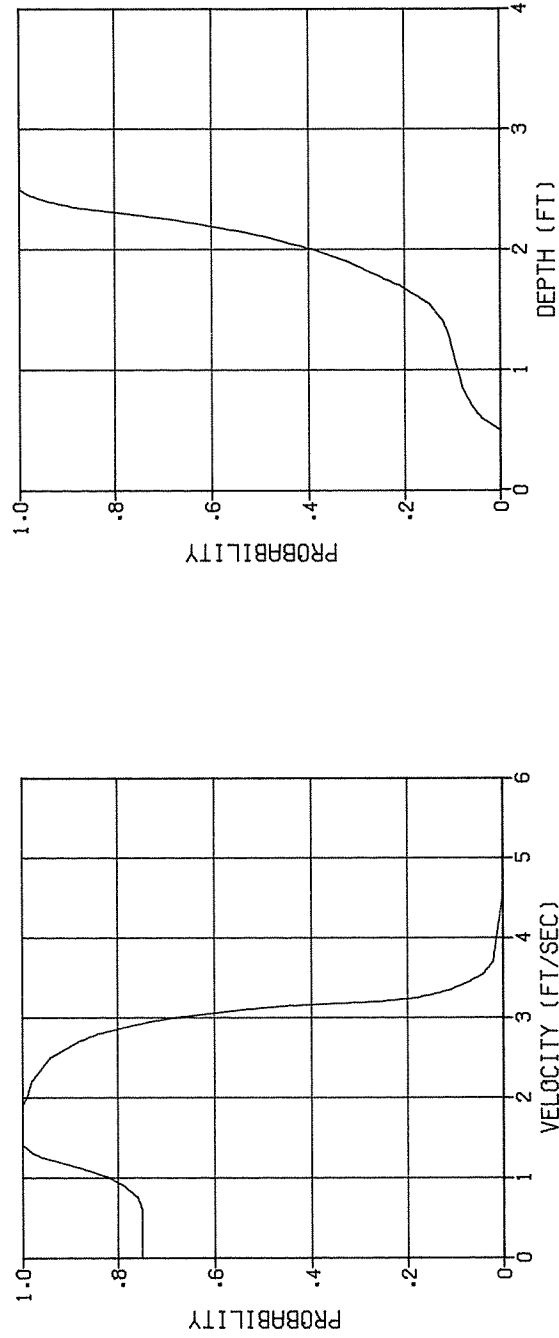 1.0
.8
.6
.4
.2
0
PROBABILITY
0 1 2 3 4 5 6
VELOCITY (FT/SEC)
1.0
.8
.6
.4
.2
0
PROBABILITY
0 1 2 3 4
DEPTH (FT)